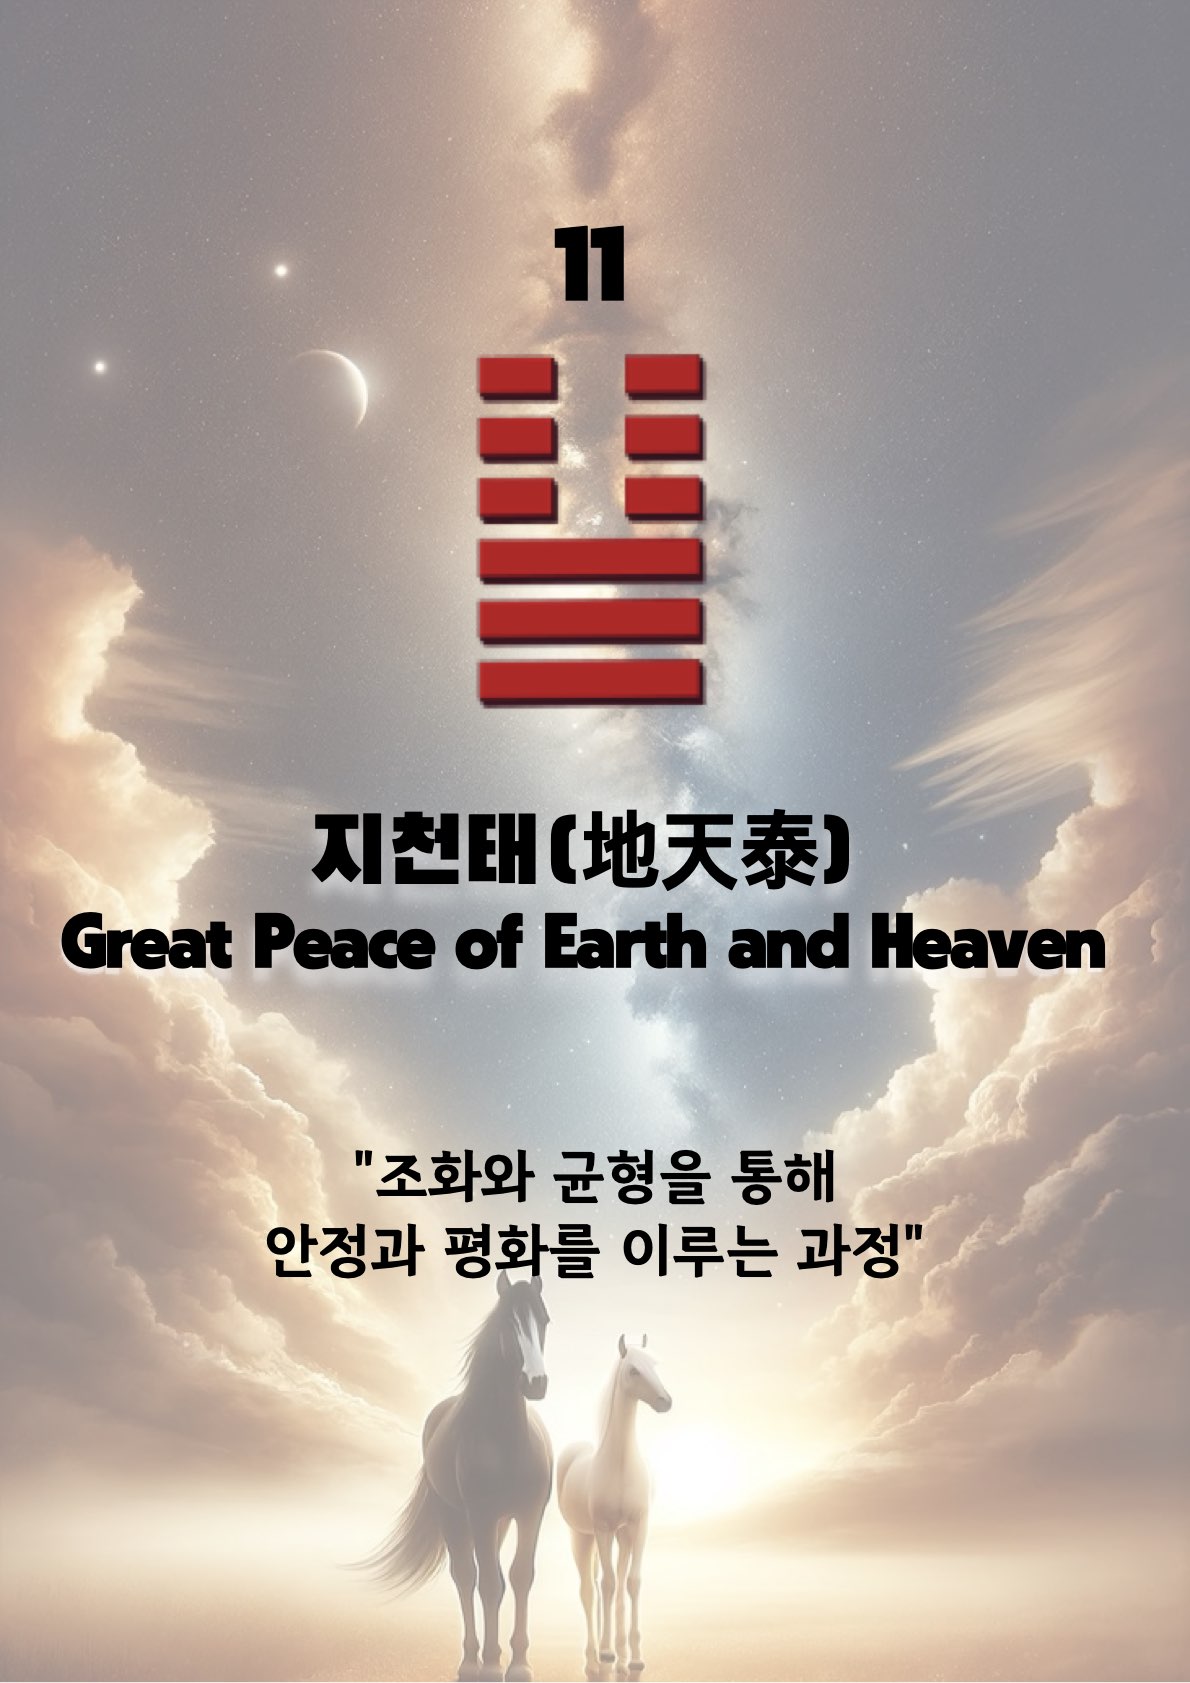 11
지천태(地天泰)
Great Peace of Earth and Heaven
"조화와 균형을 통해
안정과 평화를 이루는 과정"